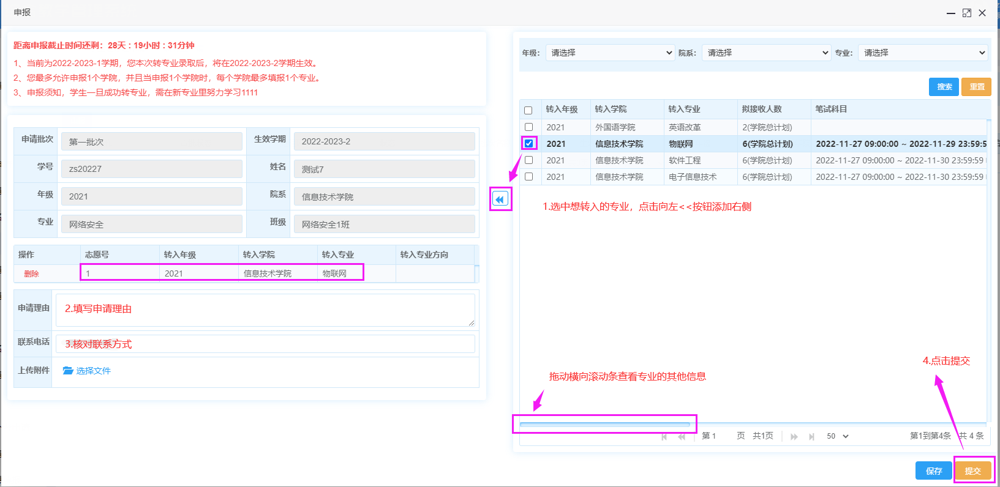 申报
距离申报截止时间还剩：28天 : 19小时 : 31分钟
1、当前为2022-2023-1学期，您本次转专业录取后，将在2022-2023-2学期生效。
2、您最多允许申报1个学院，并且当申报1个学院时，每个学院最多填报1个专业。
3、申报须知，学生一旦成功转专业，需在新专业里努力学习1111
申请批次 第一批次 生效学期 2022-2023-2
学号 zs20227 姓名 测试7
年级 2021 院系 信息技术学院
专业 网络安全 班级 网络安全1班
操作 志愿号 转入年级 转入学院 转入专业 转入专业方向
删除 1 2021 信息技术学院 物联网
申请理由 2.填写申请理由
联系电话 3.核对联系方式
上传附件 选择文件
年级: 请选择 院系: 请选择 专业: 请选择
搜索 重置
转入年级 转入学院 转入专业 拟接收人数 笔试科目
2021 外国语学院 英语改革 2(学院总计划)
2021 信息技术学院 物联网 6(学院总计划) 2022-11-27 09:00:00 ~ 2022-11-29 23:59:5
2021 信息技术学院 软件工程 6(学院总计划) 2022-11-27 09:00:00 ~ 2022-11-30 23:59:59
2021 信息技术学院 电子信息技术 6(学院总计划) 2022-11-27 09:00:00 ~ 2022-11-30 23:59:59
1.选中想转入的专业，点击向左<<按钮添加右侧
4.点击提交
拖动横向滚动条查看专业的其他信息
第 1 页 共1页 50 第1到第4条 共 4 条
保存 提交